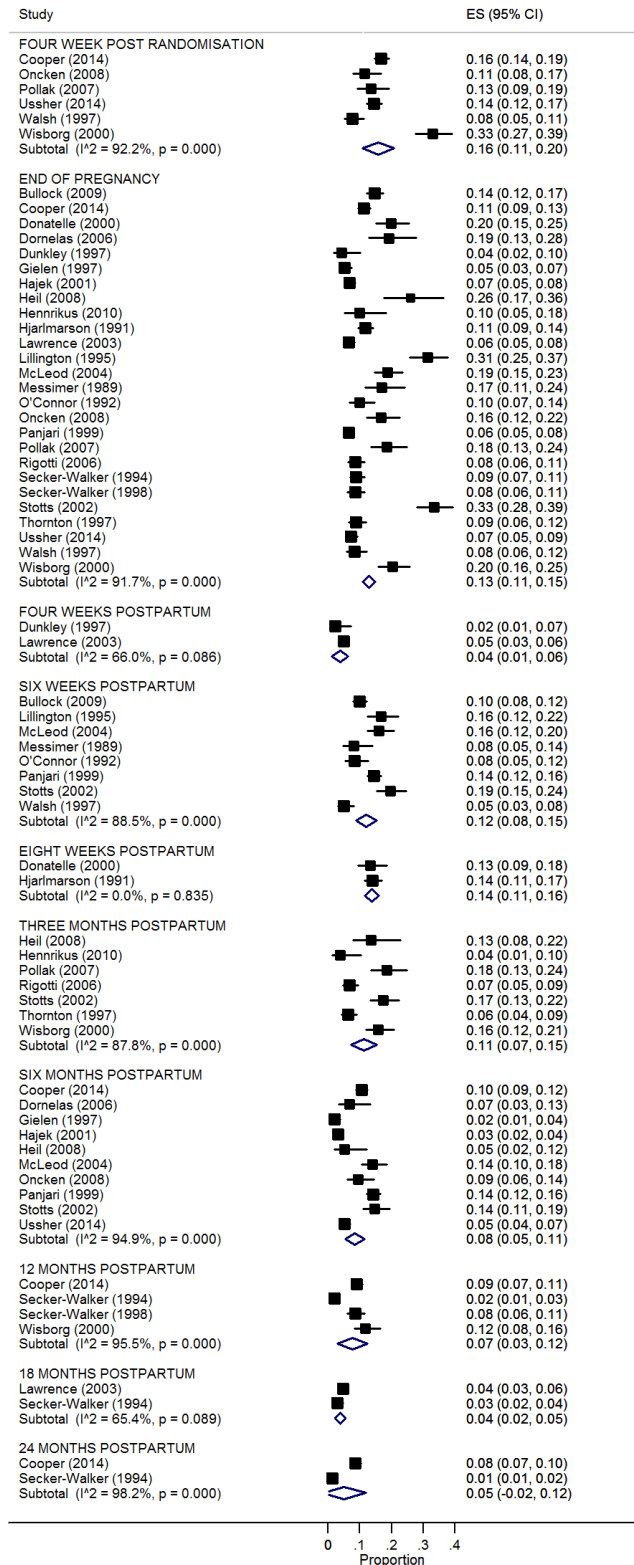 Study ES (95% CI)
FOUR WEEK POST RANDOMISATION
Cooper (2014) 0.16 (0.14, 0.19)
Oncken (2008) 0.11 (0.08, 0.17)
Pollak (2007) 0.13 (0.09, 0.19)
Ussher (2014) 0.14 (0.12, 0.17)
Walsh (1997) 0.08 (0.05, 0.11)
Wisborg (2000) 0.33 (0.27, 0.39)
Subtotal (I^2 = 92.2%, p = 0.000) 0.16 (0.11, 0.20)
END OF PREGNANCY
Bullock (2009) 0.14 (0.12, 0.17)
Cooper (2014) 0.11 (0.09, 0.13)
Donatelle (2000) 0.20 (0.15, 0.25)
Dornelas (2006) 0.19 (0.13, 0.28)
Dunkley (1997) 0.04 (0.02, 0.10)
Gielen (1997) 0.05 (0.03, 0.07)
Hajek (2001) 0.07 (0.05, 0.08)
Heil (2008) 0.26 (0.17, 0.36)
Hennrikus (2010) 0.10 (0.05, 0.18)
Hjarlmarson (1991) 0.11 (0.09, 0.14)
Lawrence (2003) 0.06 (0.05, 0.08)
Lillington (1995) 0.31 (0.25, 0.37)
McLeod (2004) 0.19 (0.15, 0.23)
Messimer (1989) 0.17 (0.11, 0.24)
O'Connor (1992) 0.10 (0.07, 0.14)
Oncken (2008) 0.16 (0.12, 0.22)
Panjari (1999) 0.06 (0.05, 0.08)
Pollak (2007) 0.18 (0.13, 0.24)
Rigotti (2006) 0.08 (0.06, 0.11)
Secker-Walker (1994) 0.09 (0.07, 0.11)
Secker-Walker (1998) 0.08 (0.06, 0.11)
Stotts (2002) 0.33 (0.28, 0.39)
Thornton (1997) 0.09 (0.06, 0.12)
Ussher (2014) 0.07 (0.05, 0.09)
Walsh (1997) 0.08 (0.06, 0.12)
Wisborg (2000) 0.20 (0.16, 0.25)
Subtotal (I^2 = 91.7%, p = 0.000) 0.13 (0.11, 0.15)
FOUR WEEKS POSTPARTUM
Dunkley (1997) 0.02 (0.01, 0.07)
Lawrence (2003) 0.05 (0.03, 0.06)
Subtotal (I^2 = 66.0%, p = 0.086) 0.04 (0.01, 0.06)
SIX WEEKS POSTPARTUM
Bullock (2009) 0.10 (0.08, 0.12)
Lillington (1995) 0.16 (0.12, 0.22)
McLeod (2004) 0.16 (0.12, 0.20)
Messimer (1989) 0.08 (0.05, 0.14)
O'Connor (1992) 0.08 (0.05, 0.12)
Panjari (1999) 0.14 (0.12, 0.16)
Stotts (2002) 0.19 (0.15, 0.24)
Walsh (1997) 0.05 (0.03, 0.08)
Subtotal (I^2 = 88.5%, p = 0.000) 0.12 (0.08, 0.15)
EIGHT WEEKS POSTPARTUM
Donatelle (2000) 0.13 (0.09, 0.18)
Hjarlmarson (1991) 0.14 (0.11, 0.17)
Subtotal (I^2 = 0.0%, p = 0.835) 0.14 (0.11, 0.16)
THREE MONTHS POSTPARTUM
Heil (2008) 0.13 (0.08, 0.22)
Hennrikus (2010) 0.04 (0.01, 0.10)
Pollak (2007) 0.18 (0.13, 0.24)
Rigotti (2006) 0.07 (0.05, 0.09)
Stotts (2002) 0.17 (0.13, 0.22)
Thornton (1997) 0.06 (0.04, 0.09)
Wisborg (2000) 0.16 (0.12, 0.21)
Subtotal (I^2 = 87.8%, p = 0.000) 0.11 (0.07, 0.15)
SIX MONTHS POSTPARTUM
Cooper (2014) 0.10 (0.09, 0.12)
Dornelas (2006) 0.07 (0.03, 0.13)
Gielen (1997) 0.02 (0.01, 0.04)
Hajek (2001) 0.03 (0.02, 0.04)
Heil (2008) 0.05 (0.02, 0.12)
McLeod (2004) 0.14 (0.10, 0.18)
Oncken (2008) 0.09 (0.06, 0.14)
Panjari (1999) 0.14 (0.12, 0.16)
Stotts (2002) 0.14 (0.11, 0.19)
Ussher (2014) 0.05 (0.04, 0.07)
Subtotal (I^2 = 94.9%, p = 0.000) 0.08 (0.05, 0.11)
12 MONTHS POSTPARTUM
Cooper (2014) 0.09 (0.07, 0.11)
Secker-Walker (1994) 0.02 (0.01, 0.03)
Secker-Walker (1998) 0.08 (0.06, 0.11)
Wisborg (2000) 0.12 (0.08, 0.16)
Subtotal (I^2 = 95.5%, p = 0.000) 0.07 (0.03, 0.12)
18 MONTHS POSTPARTUM
Lawrence (2003) 0.04 (0.03, 0.06)
Secker-Walker (1994) 0.03 (0.02, 0.04)
Subtotal (I^2 = 65.4%, p = 0.089) 0.04 (0.02, 0.05)
24 MONTHS POSTPARTUM
Cooper (2014) 0.08 (0.07, 0.10)
Secker-Walker (1994) 0.01 (0.01, 0.02)
Subtotal (I^2 = 98.2%, p = 0.000) 0.05 (-0.02, 0.12)
0 .1 .2 .3 .4
Proportion